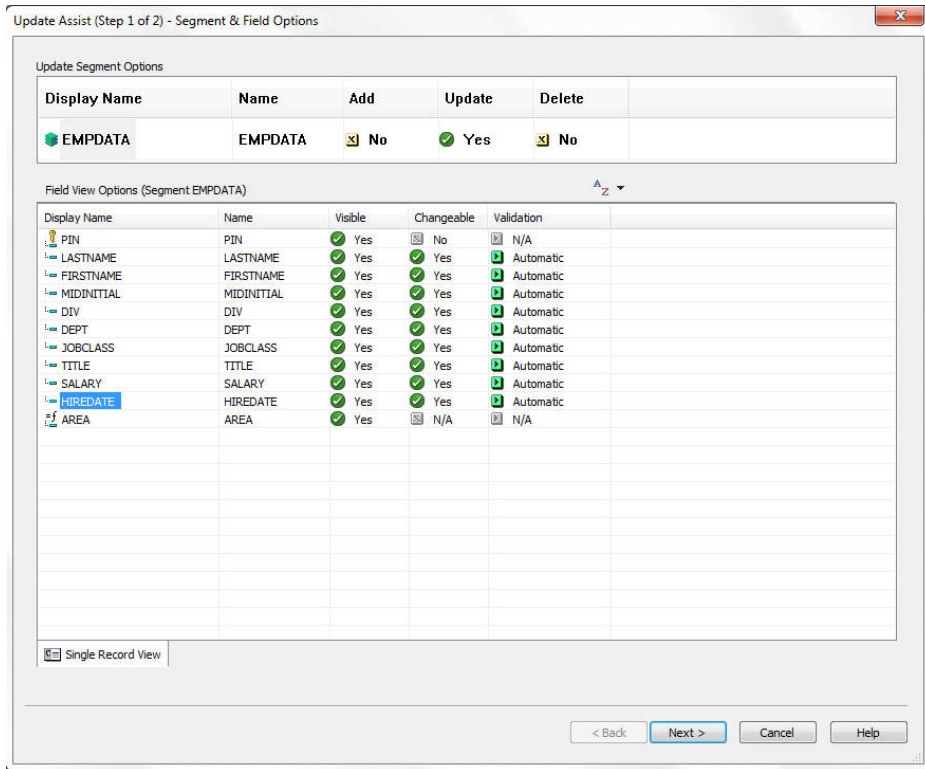 Update Assist (Step 1 of 2) - Segment & Field Options
Update Segment Options
Display Name Name Add Update Delete
EMPDATA EMPDATA No Yes No
Field View Options (Segment EMPDATA) A Z
Display Name Name Visible Changeable Validation
PIN PIN Yes No N/A
LASTNAME LASTNAME Yes Yes Automatic
FIRSTNAME FIRSTNAME Yes Yes Automatic
MIDINITIAL MIDINITIAL Yes Yes Automatic
DIV DIV Yes Yes Automatic
DEPT DEPT Yes Yes Automatic
JOBCLASS JOBCLASS Yes Yes Automatic
TITLE TITLE Yes Yes Automatic
SALARY SALARY Yes Yes Automatic
HIREDATE HIREDATE Yes Yes Automatic
AREA AREA Yes N/A N/A
Single Record View
< Back Next > Cancel Help